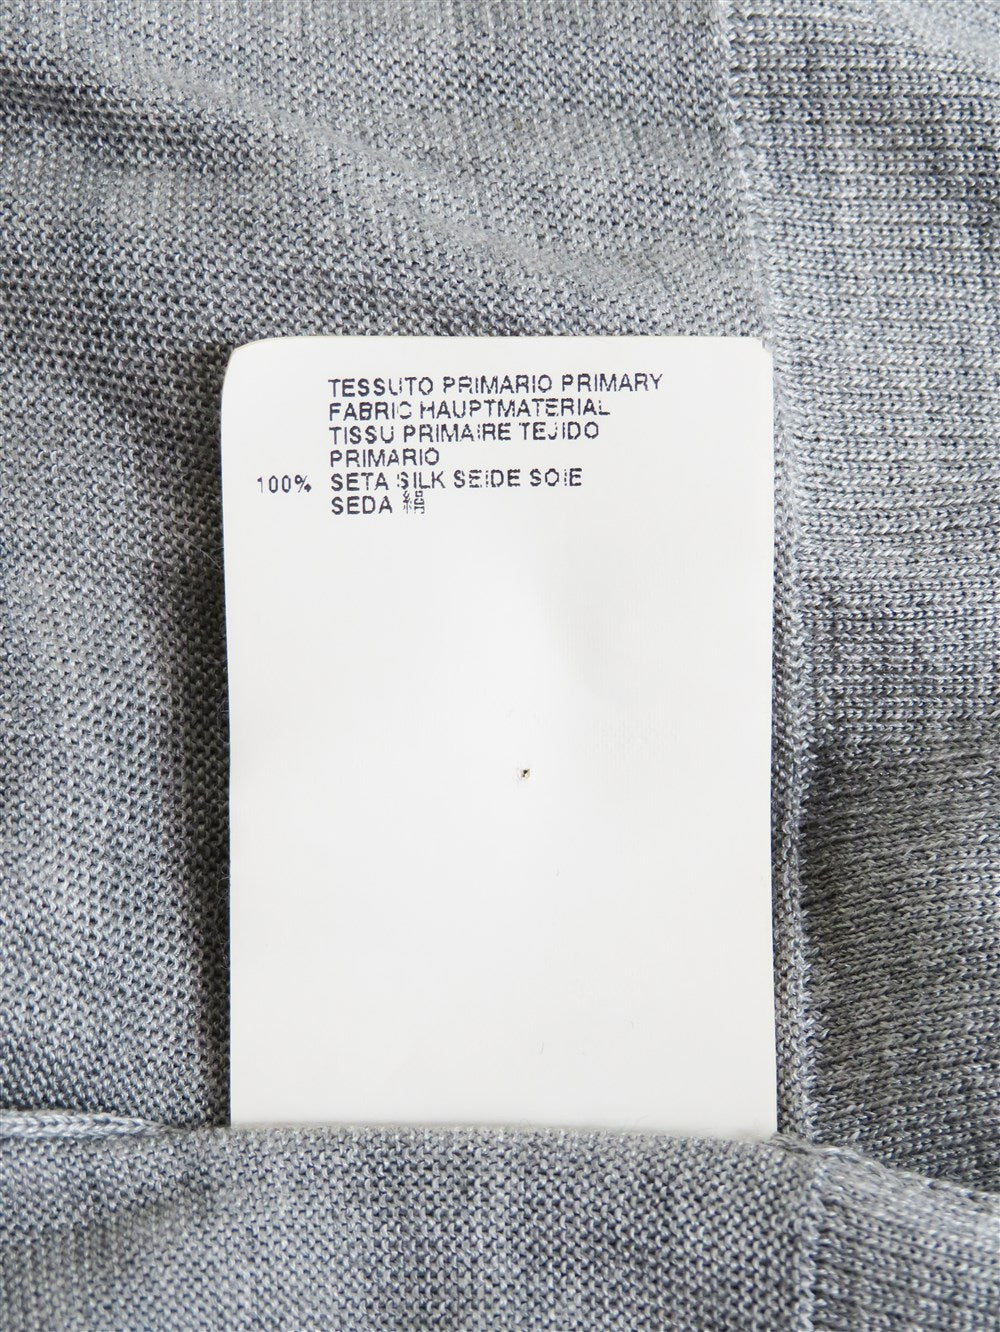 TESSUTO PRIMARIO PRIMARY
FABRIC HAUPTMATERIAL
TISSU PRIMAIRE TEJIDO
PRIMARIO
100% SETA SILK SEIDE SOIE
SEDA 絹